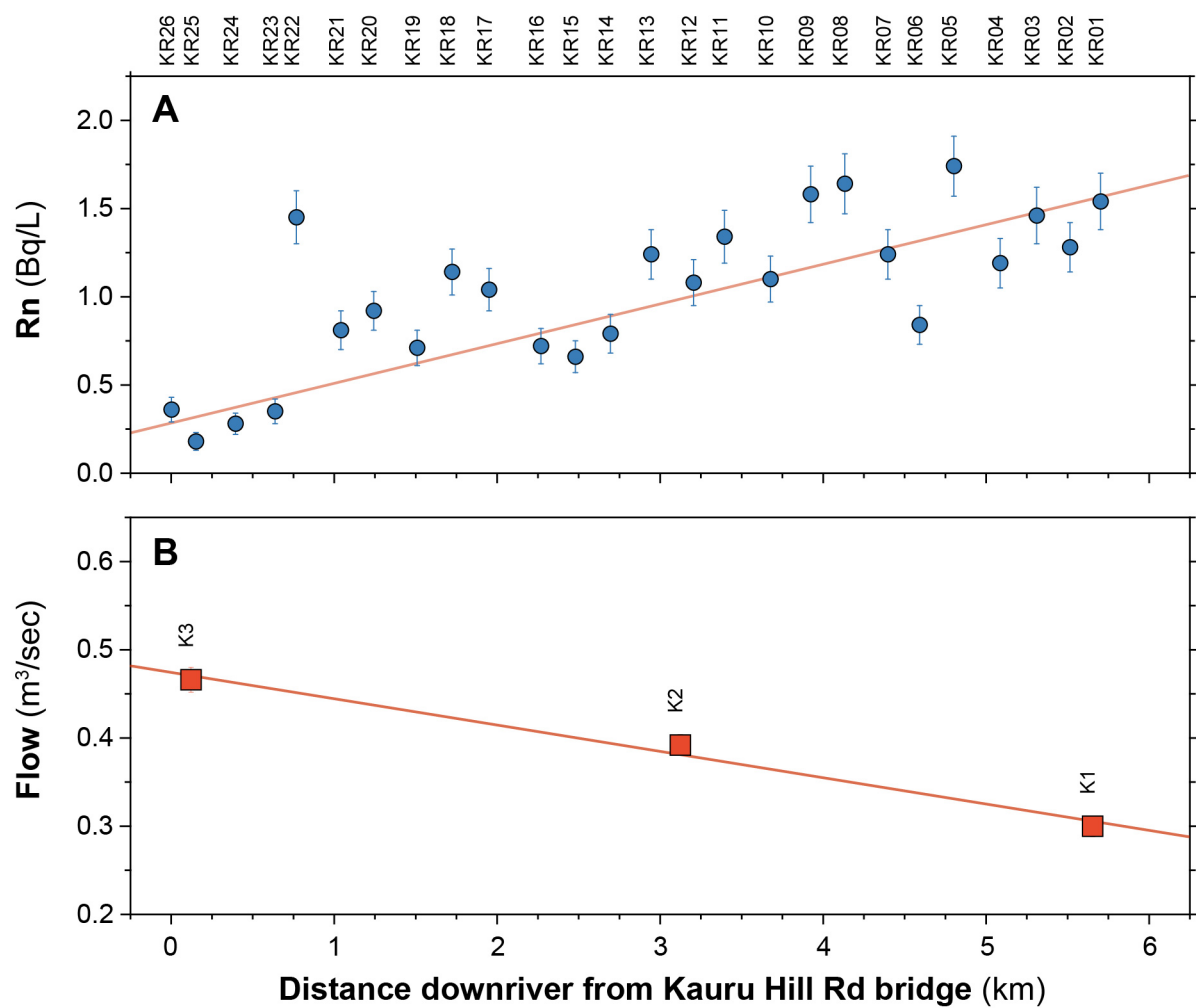 KR26 KR25 KR24 KR23 KR22 KR21 KR20 KR19 KR18 KR17 KR16 KR15 KR14 KR13 KR12 KR11 KR10 KR09 KR08 KR07 KR06 KR05 KR04 KR03 KR02 KR01
A
2.0
1.5
1.0
0.5
0.0
Rn (Bq/L)
B
0.6
0.5
0.4
0.3
0.2
Flow (m³/sec)
K3
K2
K1
0 1 2 3 4 5 6
Distance downriver from Kauru Hill Rd bridge (km)